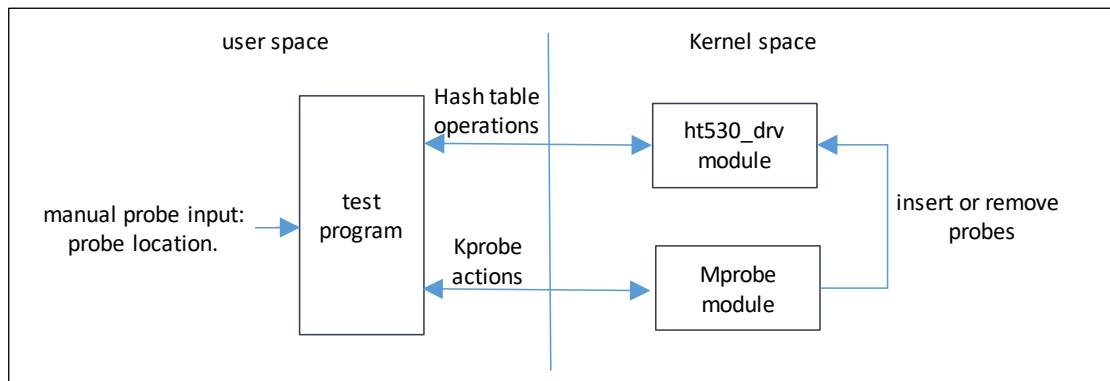 user space
Kernel space
Hash table
operations
ht530_drv
module
manual probe input:
probe location.
test
program
insert or remove
probes
Kprobe
actions
Mprobe
module